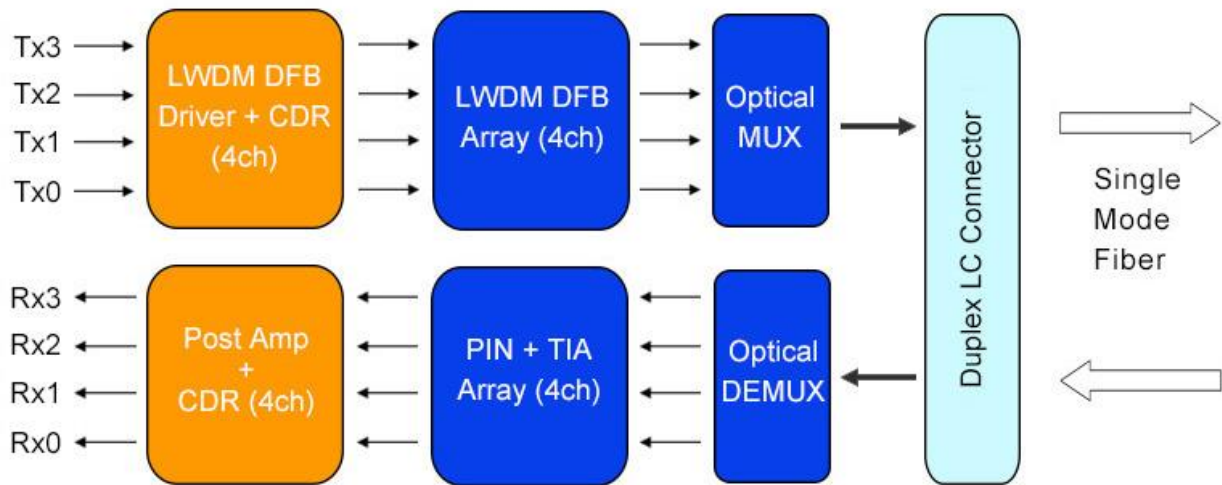 Tx3
Tx2
Tx1
Tx0
LWDM DFB
Driver + CDR
(4ch)
LWDM DFB
Array (4ch)
Optical
MUX
Duplex LC Connector
Single
Mode
Fiber
Rx3
Rx2
Rx1
Rx0
Post Amp
+
CDR (4ch)
PIN + TIA
Array (4ch)
Optical
DEMUX